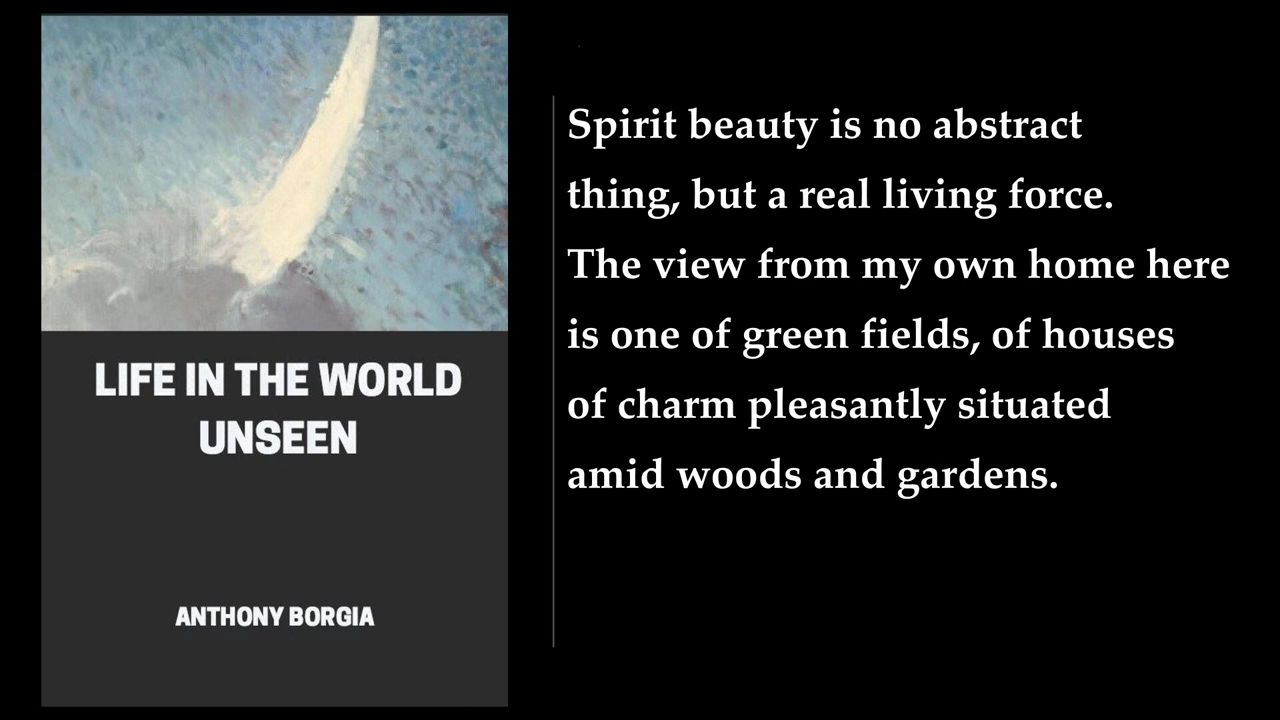 LIFE IN THE WORLD
UNSEEN
ANTHONY BORGIA
Spirit beauty is no abstract
thing, but a real living force.
The view from my own home here
is one of green fields, of houses
of charm pleasantly situated
amid woods and gardens.